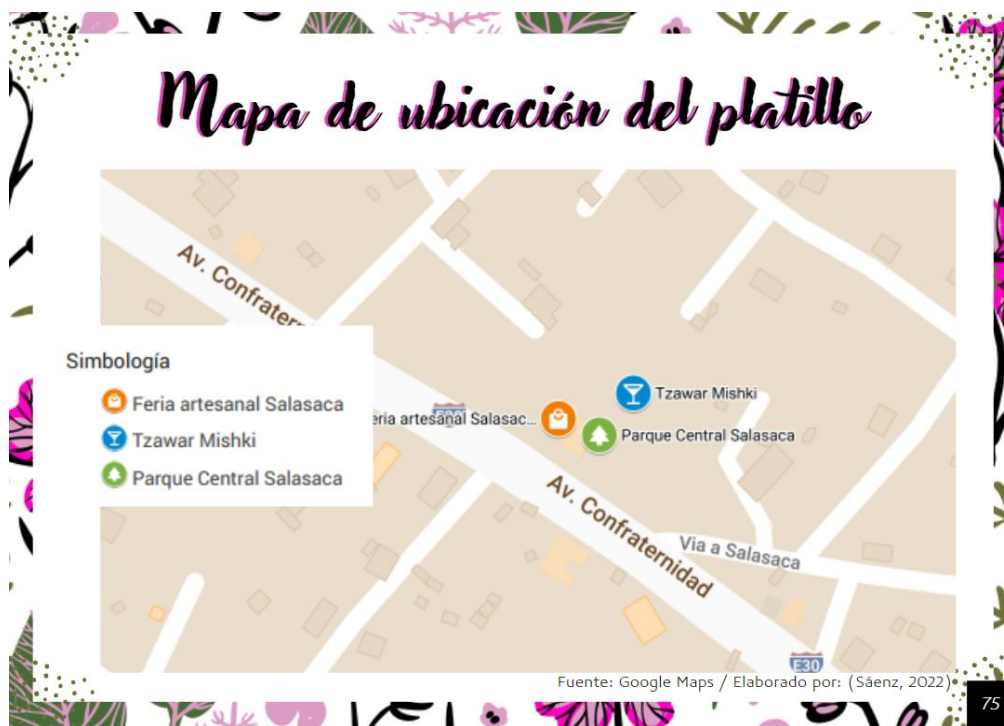 Mapa de ubicación del platillo
Av. Confrater
Simbología
Feria artesanal Salasaca
Tzawar Mishki
Parque Central Salasaca
Tzawar Mishki
eria artesanal Salasac...
Parque Central Salasaca
Av. Confraternidad
Via a Salasaca
E30
Fuente: Google Maps / Elaborado por: (Sáenz, 2022)
75